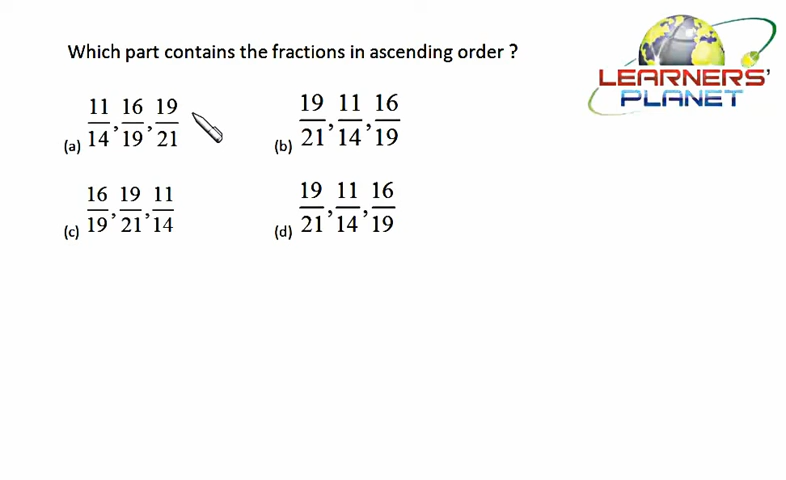 Which part contains the fractions in ascending order ?
LEARNERS'
PLANET
(a) 11/14, 16/19, 19/21
(b) 19/21, 11/14, 16/19
(c) 16/19, 19/21, 11/14
(d) 19/21, 11/14, 16/19